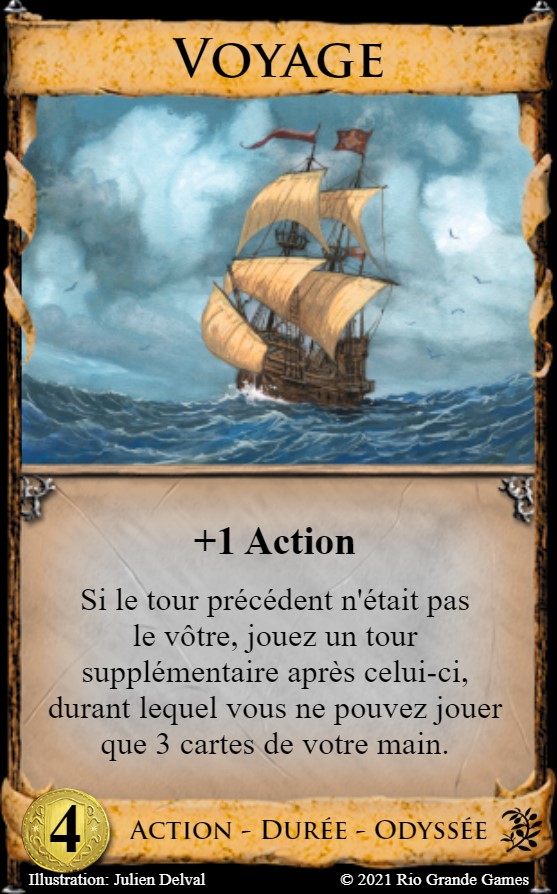 VOYAGE
+1 Action
Si le tour précédent n'était pas
le vôtre, jouez un tour
supplémentaire après celui-ci,
durant lequel vous ne pouvez jouer
que 3 cartes de votre main.
4
ACTION - DURÉE - ODYSSÉE
Illustration: Julien Delval
© 2021 Rio Grande Games